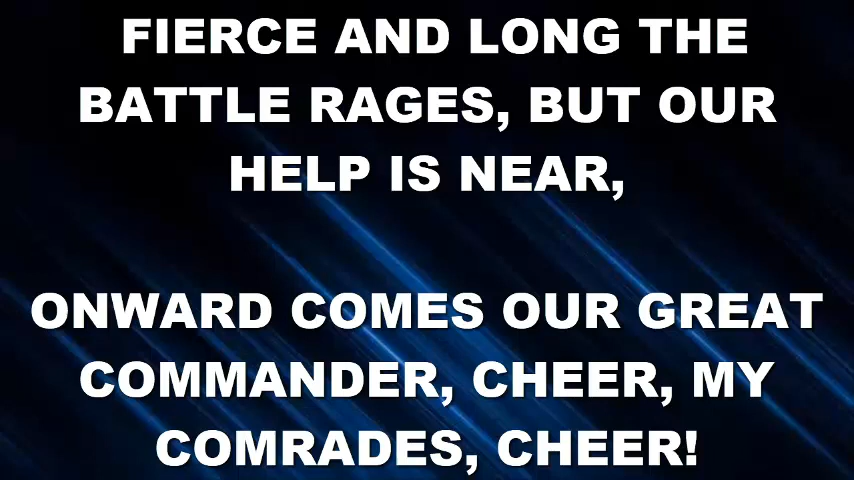 FIERCE AND LONG THE
BATTLE RAGES, BUT OUR
HELP IS NEAR,
ONWARD COMES OUR GREAT
COMMANDER, CHEER, MY
COMRADES, CHEER!